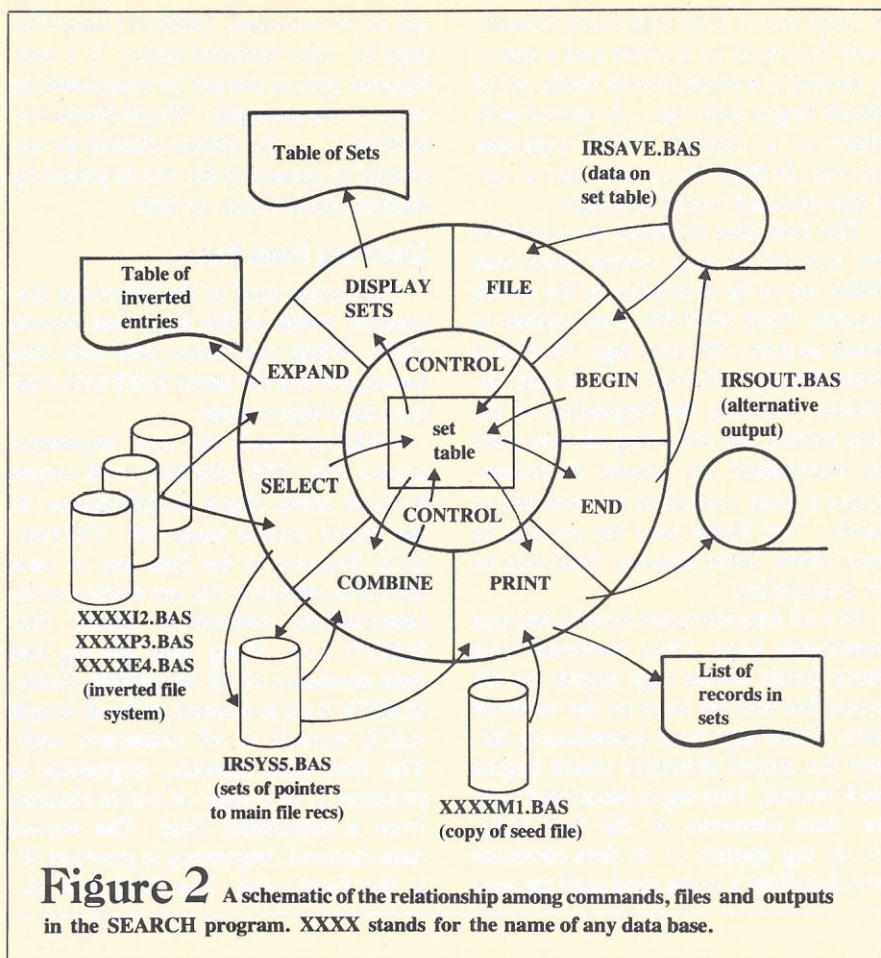 Table of Sets
IRSAVE.BAS
(data on
set table)
Table of
inverted
entries
DISPLAY
SETS
FILE
EXPAND
CONTROL
BEGIN
IRSOUT.BAS
(alternative
output)
set
table
SELECT
CONTROL
END
COMBINE
PRINT
XXXXI2.BAS
XXXXP3.BAS
XXXXE4.BAS
(inverted file
system)
List of
records in
sets
IRSYS5.BAS
(sets of pointers
to main file recs)
XXXXM1.BAS
(copy of seed file)
Figure 2 A schematic of the relationship among commands, files and outputs
in the SEARCH program. XXXX stands for the name of any data base.